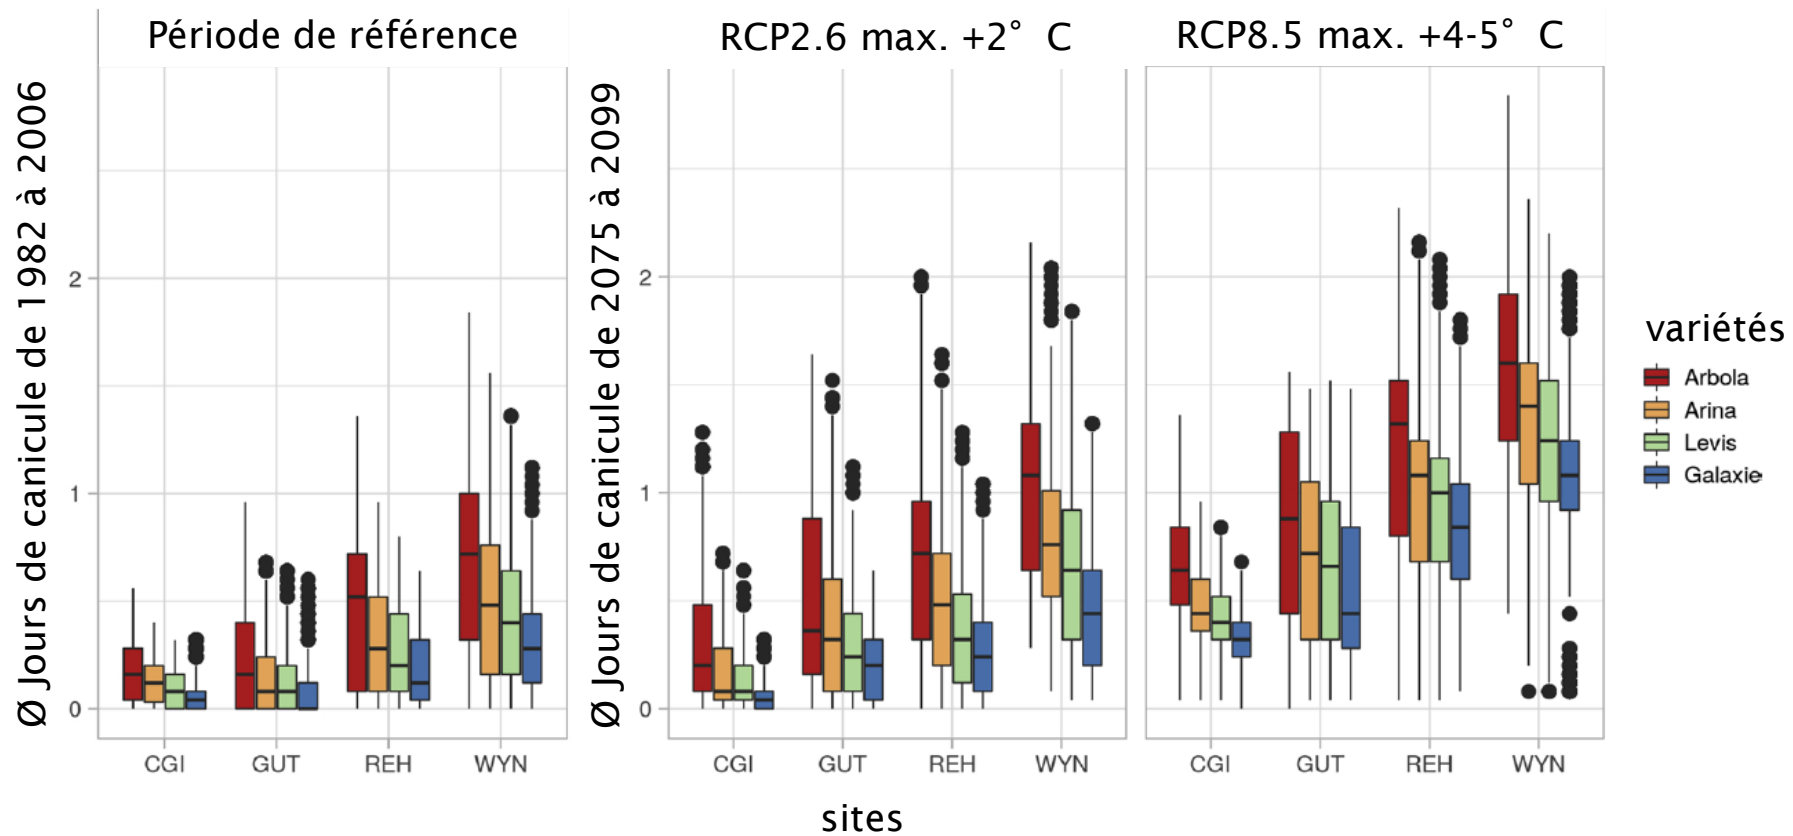 Période de référence
RCP2.6 max. +2° C
RCP8.5 max. +4-5° C
Ø Jours de canicule de 1982 à 2006
2
1
0
CGI GUT REH WYN
Ø Jours de canicule de 2075 à 2099
2
1
0
CGI GUT REH WYN
CGI GUT REH WYN
sites
variétés
Arbola
Arina
Levis
Galaxie